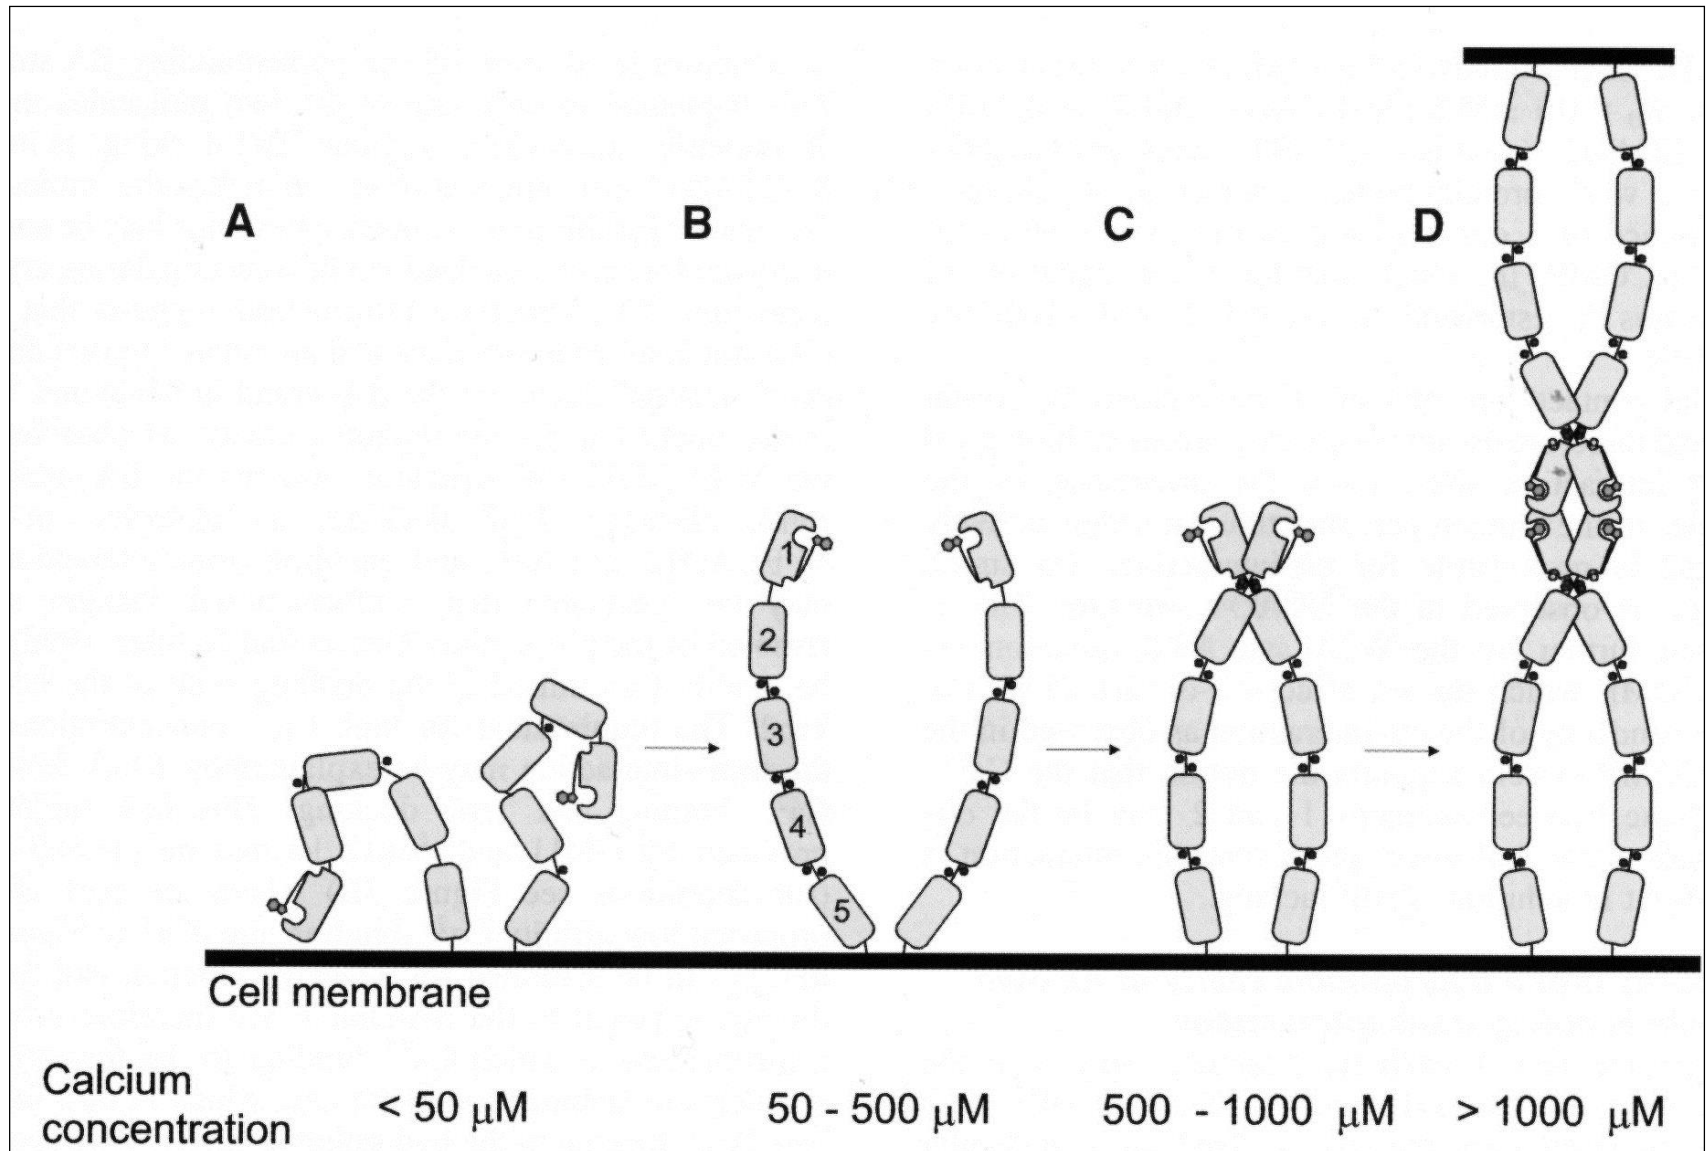 A
B
C
D
1
2
3
4
5
Cell membrane
Calcium
concentration
< 50 µM
50 - 500 µM
500 - 1000 µM
> 1000 µM